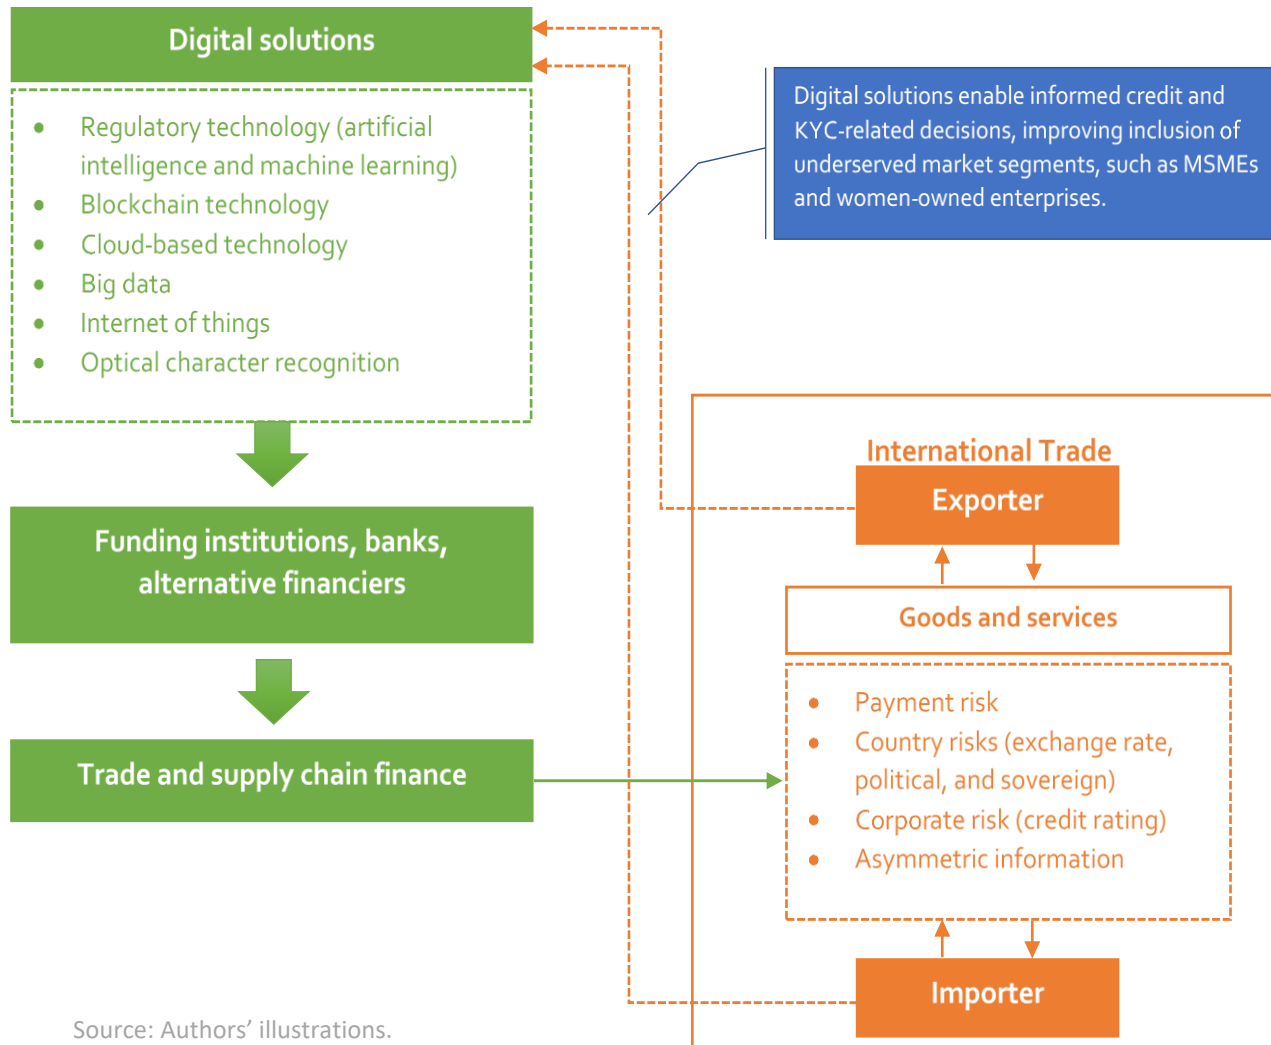 Digital solutions
• Regulatory technology (artificial
intelligence and machine learning)
• Blockchain technology
• Cloud-based technology
• Big data
• Internet of things
• Optical character recognition
Funding institutions, banks,
alternative financiers
Trade and supply chain finance
Digital solutions enable informed credit and
KYC-related decisions, improving inclusion of
underserved market segments, such as MSMEs
and women-owned enterprises.
International Trade
Exporter
Goods and services
• Payment risk
• Country risks (exchange rate,
political, and sovereign)
• Corporate risk (credit rating)
• Asymmetric information
Importer
Source: Authors’ illustrations.